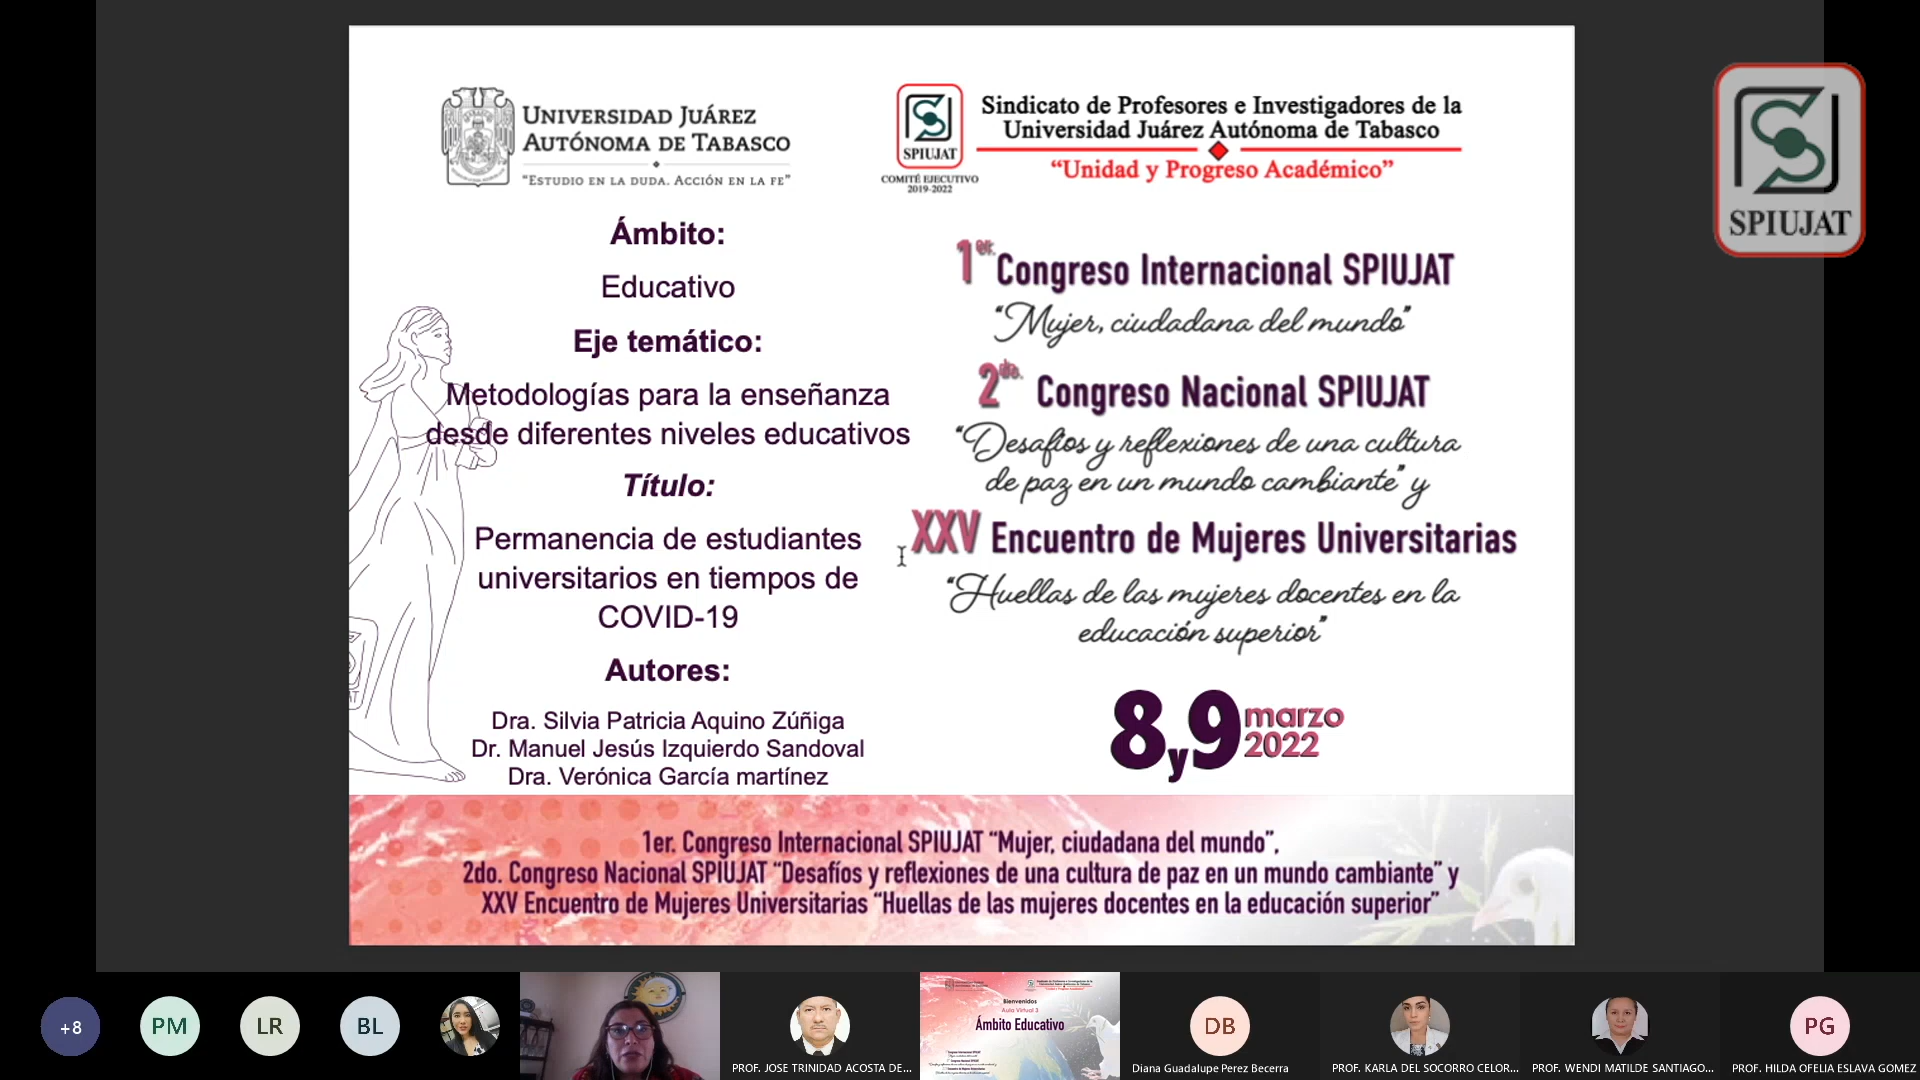 UNIVERSIDAD JUÁREZ
AUTÓNOMA DE TABASCO
"ESTUDIO EN LA DUDA. ACCIÓN EN LA FE"
SPIUJAT
COMITÉ EJECUTIVO
2019-2022
Sindicato de Profesores e Investigadores de la
Universidad Juárez Autónoma de Tabasco
"Unidad y Progreso Académico"
SPIUJAT
Ámbito:
Educativo
Eje temático:
Metodologías para la enseñanza
desde diferentes niveles educativos
Título:
Permanencia de estudiantes
universitarios en tiempos de
COVID-19
Autores:
Dra. Silvia Patricia Aquino Zúñiga
Dr. Manuel Jesús Izquierdo Sandoval
Dra. Verónica García martínez
1er. Congreso Internacional SPIUJAT
"Mujer, ciudadana del mundo"
2do. Congreso Nacional SPIUJAT
"Desafíos y reflexiones de una cultura
de paz en un mundo cambiante" y
XXV Encuentro de Mujeres Universitarias
"Huellas de las mujeres docentes en la
educación superior"
8 y 9 marzo
2022
1er. Congreso Internacional SPIUJAT "Mujer, ciudadana del mundo",
2do. Congreso Nacional SPIUJAT "Desafíos y reflexiones de una cultura de paz en un mundo cambiante" y
XXV Encuentro de Mujeres Universitarias "Huellas de las mujeres docentes en la educación superior"
+8
PM
LR
BL
PROF. JOSE TRINIDAD ACOSTA DE...
Bienvenidos
Aula Virtual 3
Ámbito Educativo
DB
Diana Guadalupe Perez Becerra
PROF. KARLA DEL SOCORRO CELOR...
PROF. WENDI MATILDE SANTIAGO...
PG
PROF. HILDA OFELIA ESLAVA GOMEZ